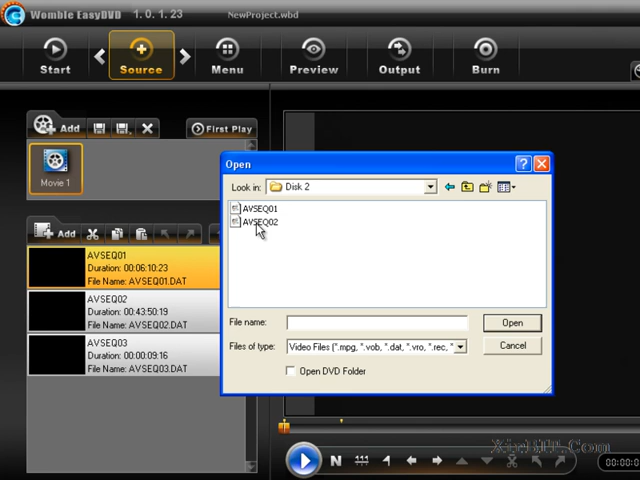 Womble EasyDVD 1. 0. 1. 23 NewProject.wbd
Start Source Menu Preview Output Burn
Add First Play
Movie 1
Open
Look in: Disk 2
AVSEQ01
AVSEQ02
File name: Open
Files of type: Video Files (*.mpg, *.vob, *.dat, *.vro, *.rec, * Cancel
Open DVD Folder
Add
AVSEQ01
Duration: 00:06:10:23
File Name: AVSEQ01.DAT
AVSEQ02
Duration: 00:43:50:19
File Name: AVSEQ02.DAT
AVSEQ03
Duration: 00:00:09:16
File Name: AVSEQ03.DAT
N
00:00:0